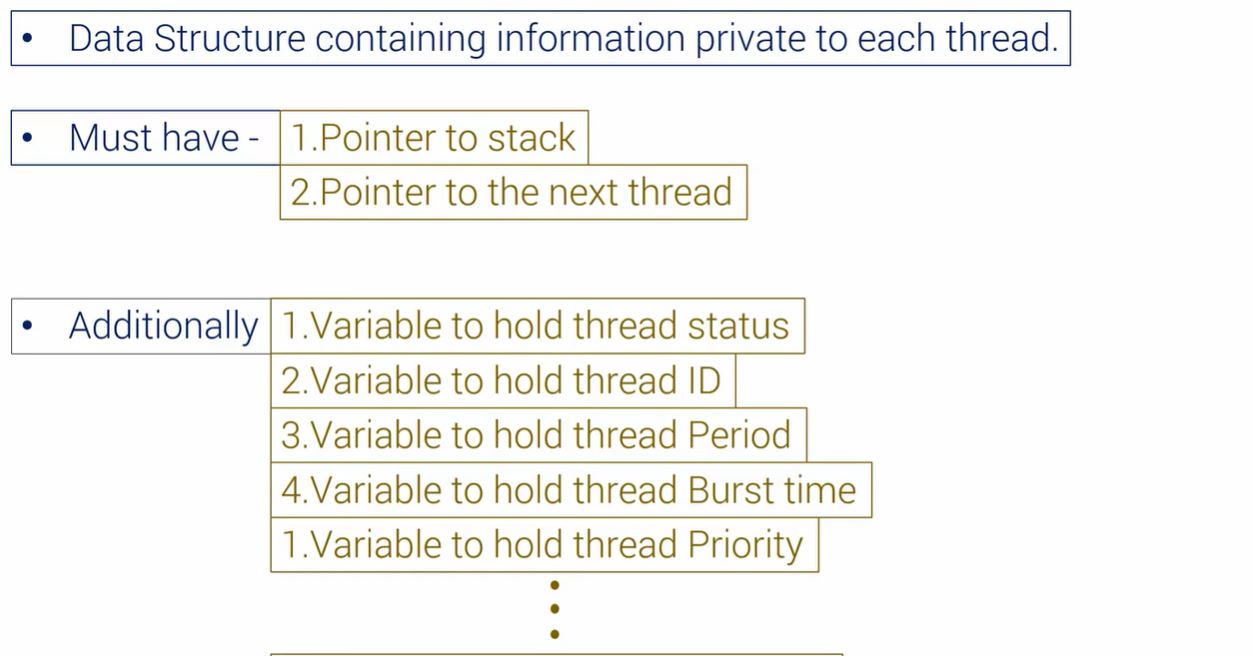 • Data Structure containing information private to each thread.
• Must have - 1.Pointer to stack
2.Pointer to the next thread
• Additionally 1.Variable to hold thread status
2.Variable to hold thread ID
3.Variable to hold thread Period
4.Variable to hold thread Burst time
1.Variable to hold thread Priority